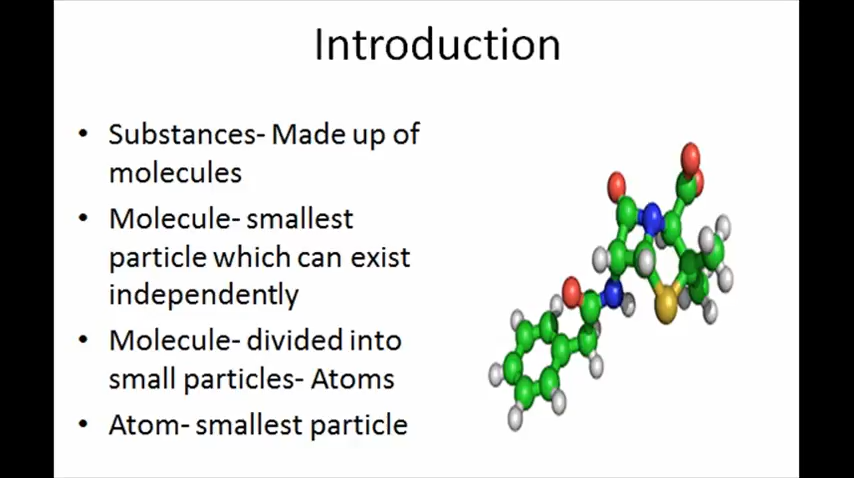 Introduction
• Substances- Made up of
molecules
• Molecule- smallest
particle which can exist
independently
• Molecule- divided into
small particles- Atoms
• Atom- smallest particle